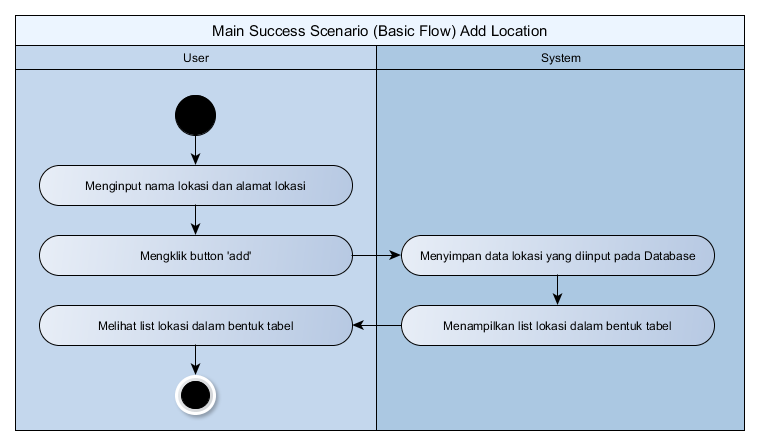 Main Success Scenario (Basic Flow) Add Location
User
System
Menginput nama lokasi dan alamat lokasi
Mengklik button 'add'
Menyimpan data lokasi yang diinput pada Database
Melihat list lokasi dalam bentuk tabel
Menampilkan list lokasi dalam bentuk tabel